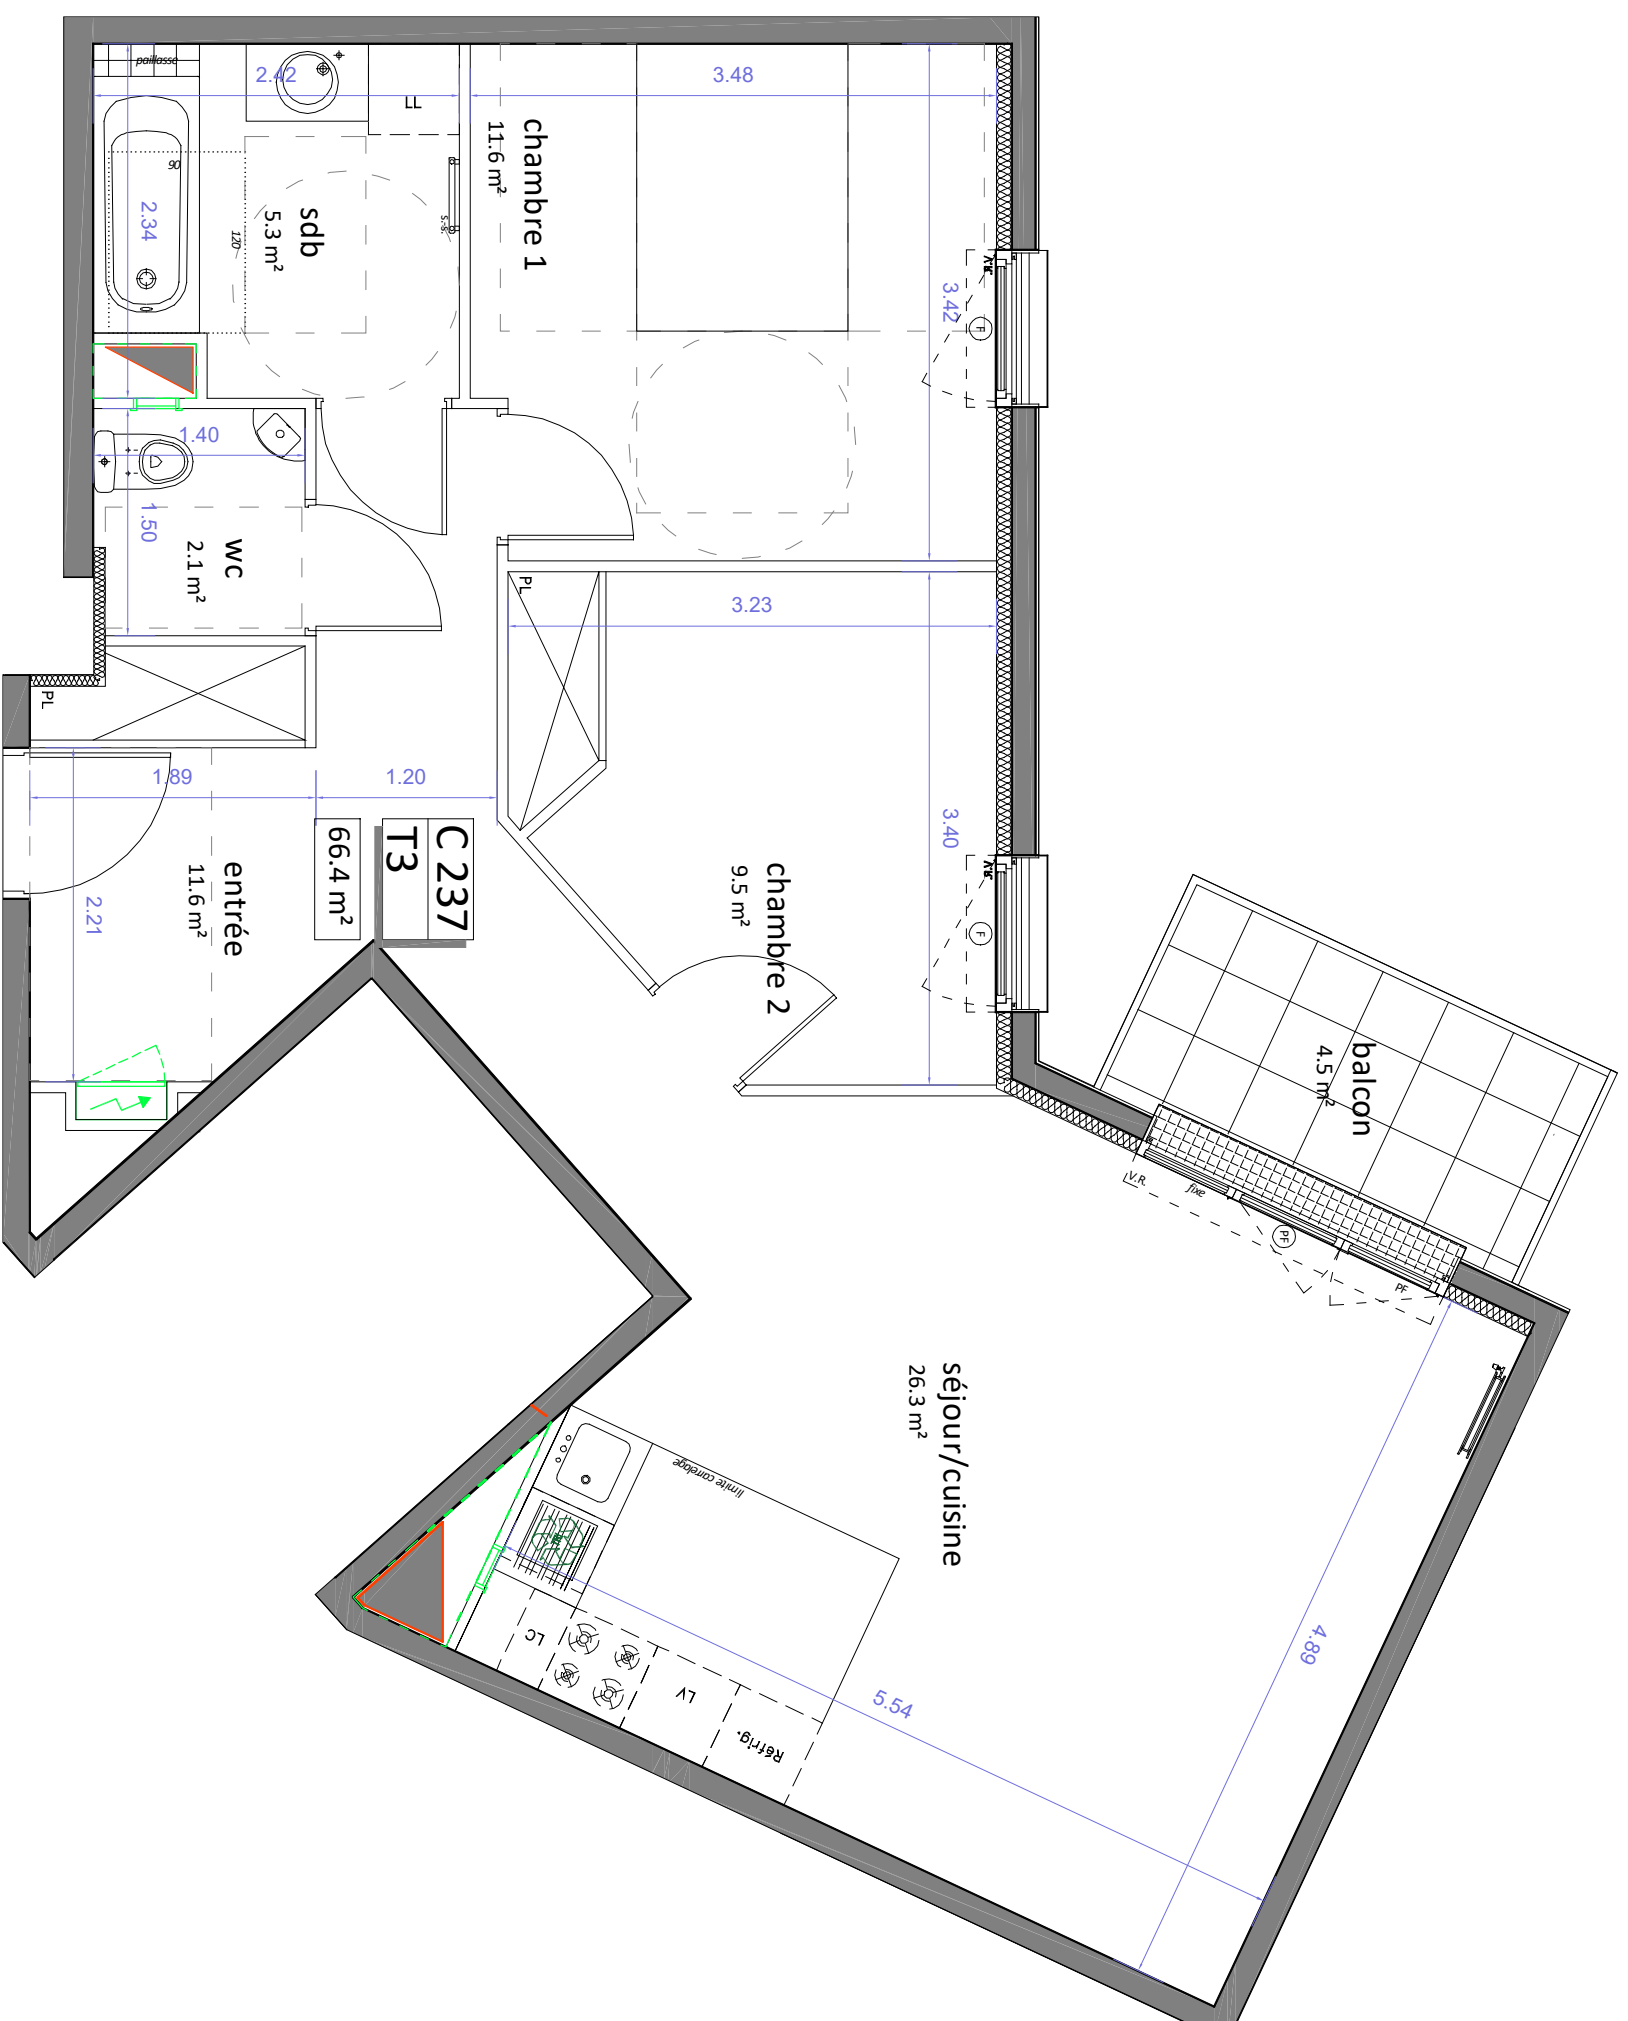 paillasse
2.42
LL
3.48
chambre 1
11.6 m²
90
2.34
sdb
5.3 m²
120
s.-s.
3.42
F
1.40
1.50
wc
2.1 m²
PL
3.23
PL
1.89
1.20
3.40
C 237
T3
66.4 m²
entrée
11.6 m²
2.21
chambre 2
9.5 m²
F
balcon
4.5 m²
V.R.
fixe
PF
PF
séjour/cuisine
26.3 m²
limite carrelage
4.89
LC
LV
5.54
Réfrig.